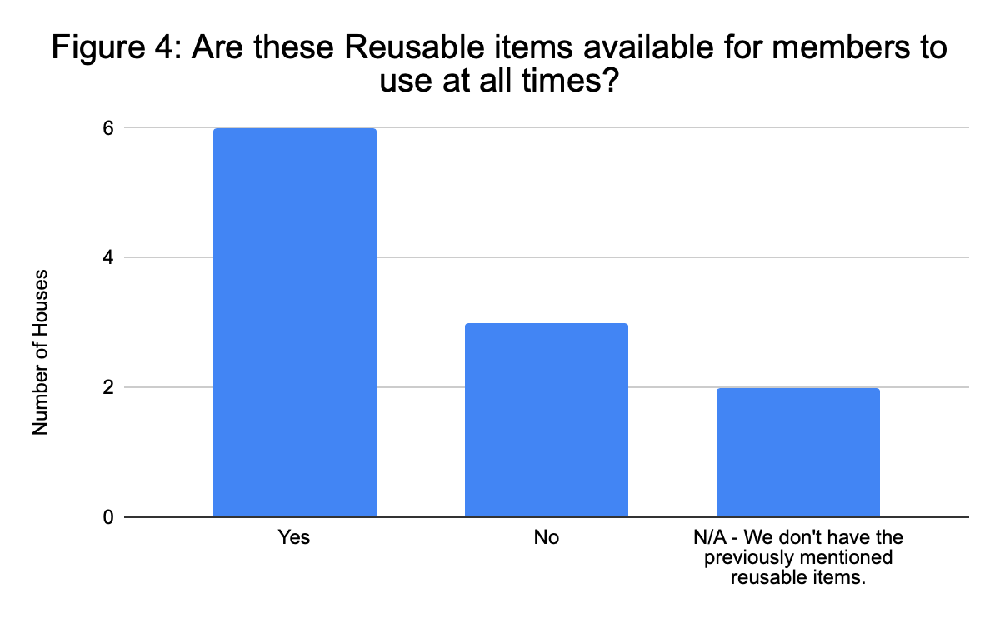 Figure 4: Are these Reusable items available for members to
use at all times?
6
4
2
0
Number of Houses
Yes
No
N/A - We don't have the
previously mentioned
reusable items.